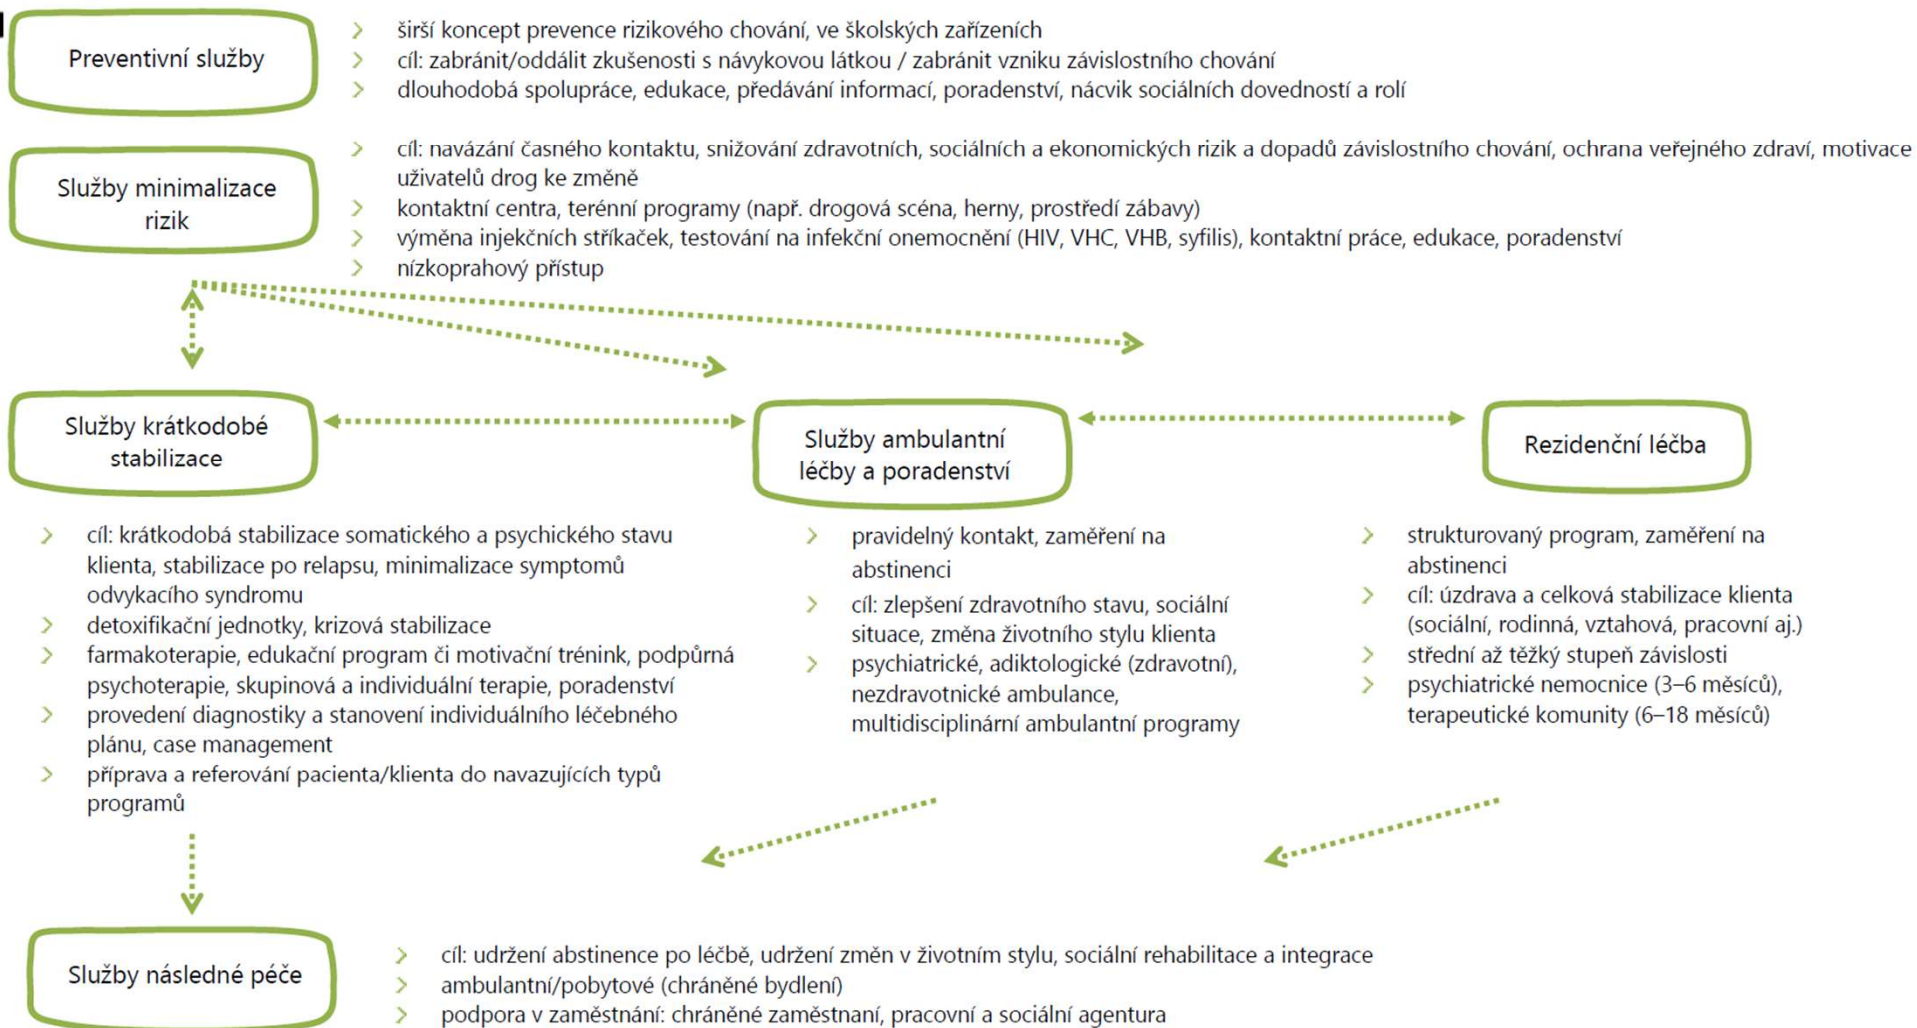 Preventivní služby
širší koncept prevence rizikového chování, ve školských zařízeních
cíl: zabránit/oddálit zkušenosti s návykovou látkou / zabránit vzniku závislostního chování
dlouhodobá spolupráce, edukace, předávání informací, poradenství, nácvik sociálních dovedností a rolí
Služby minimalizace
rizik
cíl: navázání časného kontaktu, snižování zdravotních, sociálních a ekonomických rizik a dopadů závislostního chování, ochrana veřejného zdraví, motivace
uživatelů drog ke změně
kontaktní centra, terénní programy (např. drogová scéna, herny, prostředí zábavy)
výměna injekčních stříkaček, testování na infekční onemocnění (HIV, VHC, VHB, syfilis), kontaktní práce, edukace, poradenství
nízkoprahový přístup
Služby krátkodobé
stabilizace
cíl: krátkodobá stabilizace somatického a psychického stavu
klienta, stabilizace po relapsu, minimalizace symptomů
odvykacího syndromu
detoxifikační jednotky, krizová stabilizace
farmakoterapie, edukační program či motivační trénink, podpůrná
psychoterapie, skupinová a individuální terapie, poradenství
provedení diagnostiky a stanovení individuálního léčebného
plánu, case management
příprava a referování pacienta/klienta do navazujících typů
programů
Služby ambulantní
léčby a poradenství
pravidelný kontakt, zaměření na
abstinenci
cíl: zlepšení zdravotního stavu, sociální
situace, změna životního stylu klienta
psychiatrické, adiktologické (zdravotní),
nezdravotnické ambulance,
multidisciplinární ambulantní programy
Rezidenční léčba
strukturovaný program, zaměření na
abstinenci
cíl: úzdrava a celková stabilizace klienta
(sociální, rodinná, vztahová, pracovní aj.)
střední až těžký stupeň závislosti
psychiatrické nemocnice (3–6 měsíců),
terapeutické komunity (6–18 měsíců)
Služby následné péče
cíl: udržení abstinence po léčbě, udržení změn v životním stylu, sociální rehabilitace a integrace
ambulantní/pobytové (chráněné bydlení)
podpora v zaměstnání: chráněné zaměstnaní, pracovní a sociální agentura